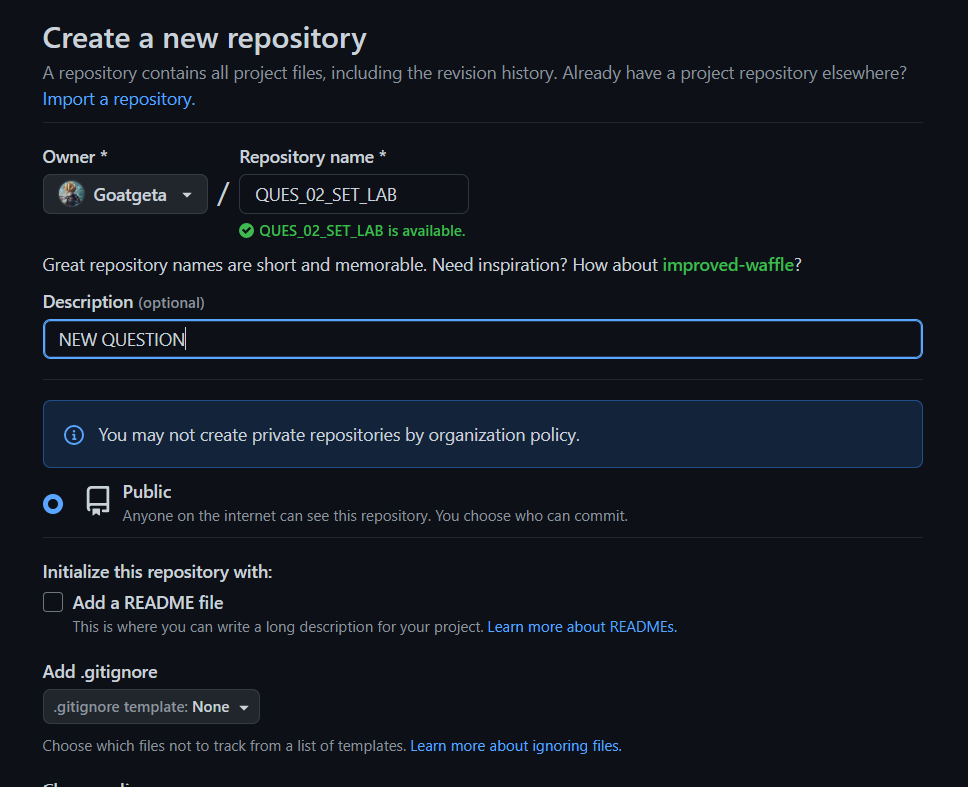 Create a new repository
A repository contains all project files, including the revision history. Already have a project repository elsewhere?
Import a repository.
Owner * Repository name *
Goatgeta / QUES_02_SET_LAB
QUES_02_SET_LAB is available.
Great repository names are short and memorable. Need inspiration? How about improved-waffle?
Description (optional)
NEW QUESTION
You may not create private repositories by organization policy.
Public
Anyone on the internet can see this repository. You choose who can commit.
Initialize this repository with:
Add a README file
This is where you can write a long description for your project. Learn more about READMEs.
Add .gitignore
.gitignore template: None
Choose which files not to track from a list of templates. Learn more about ignoring files.